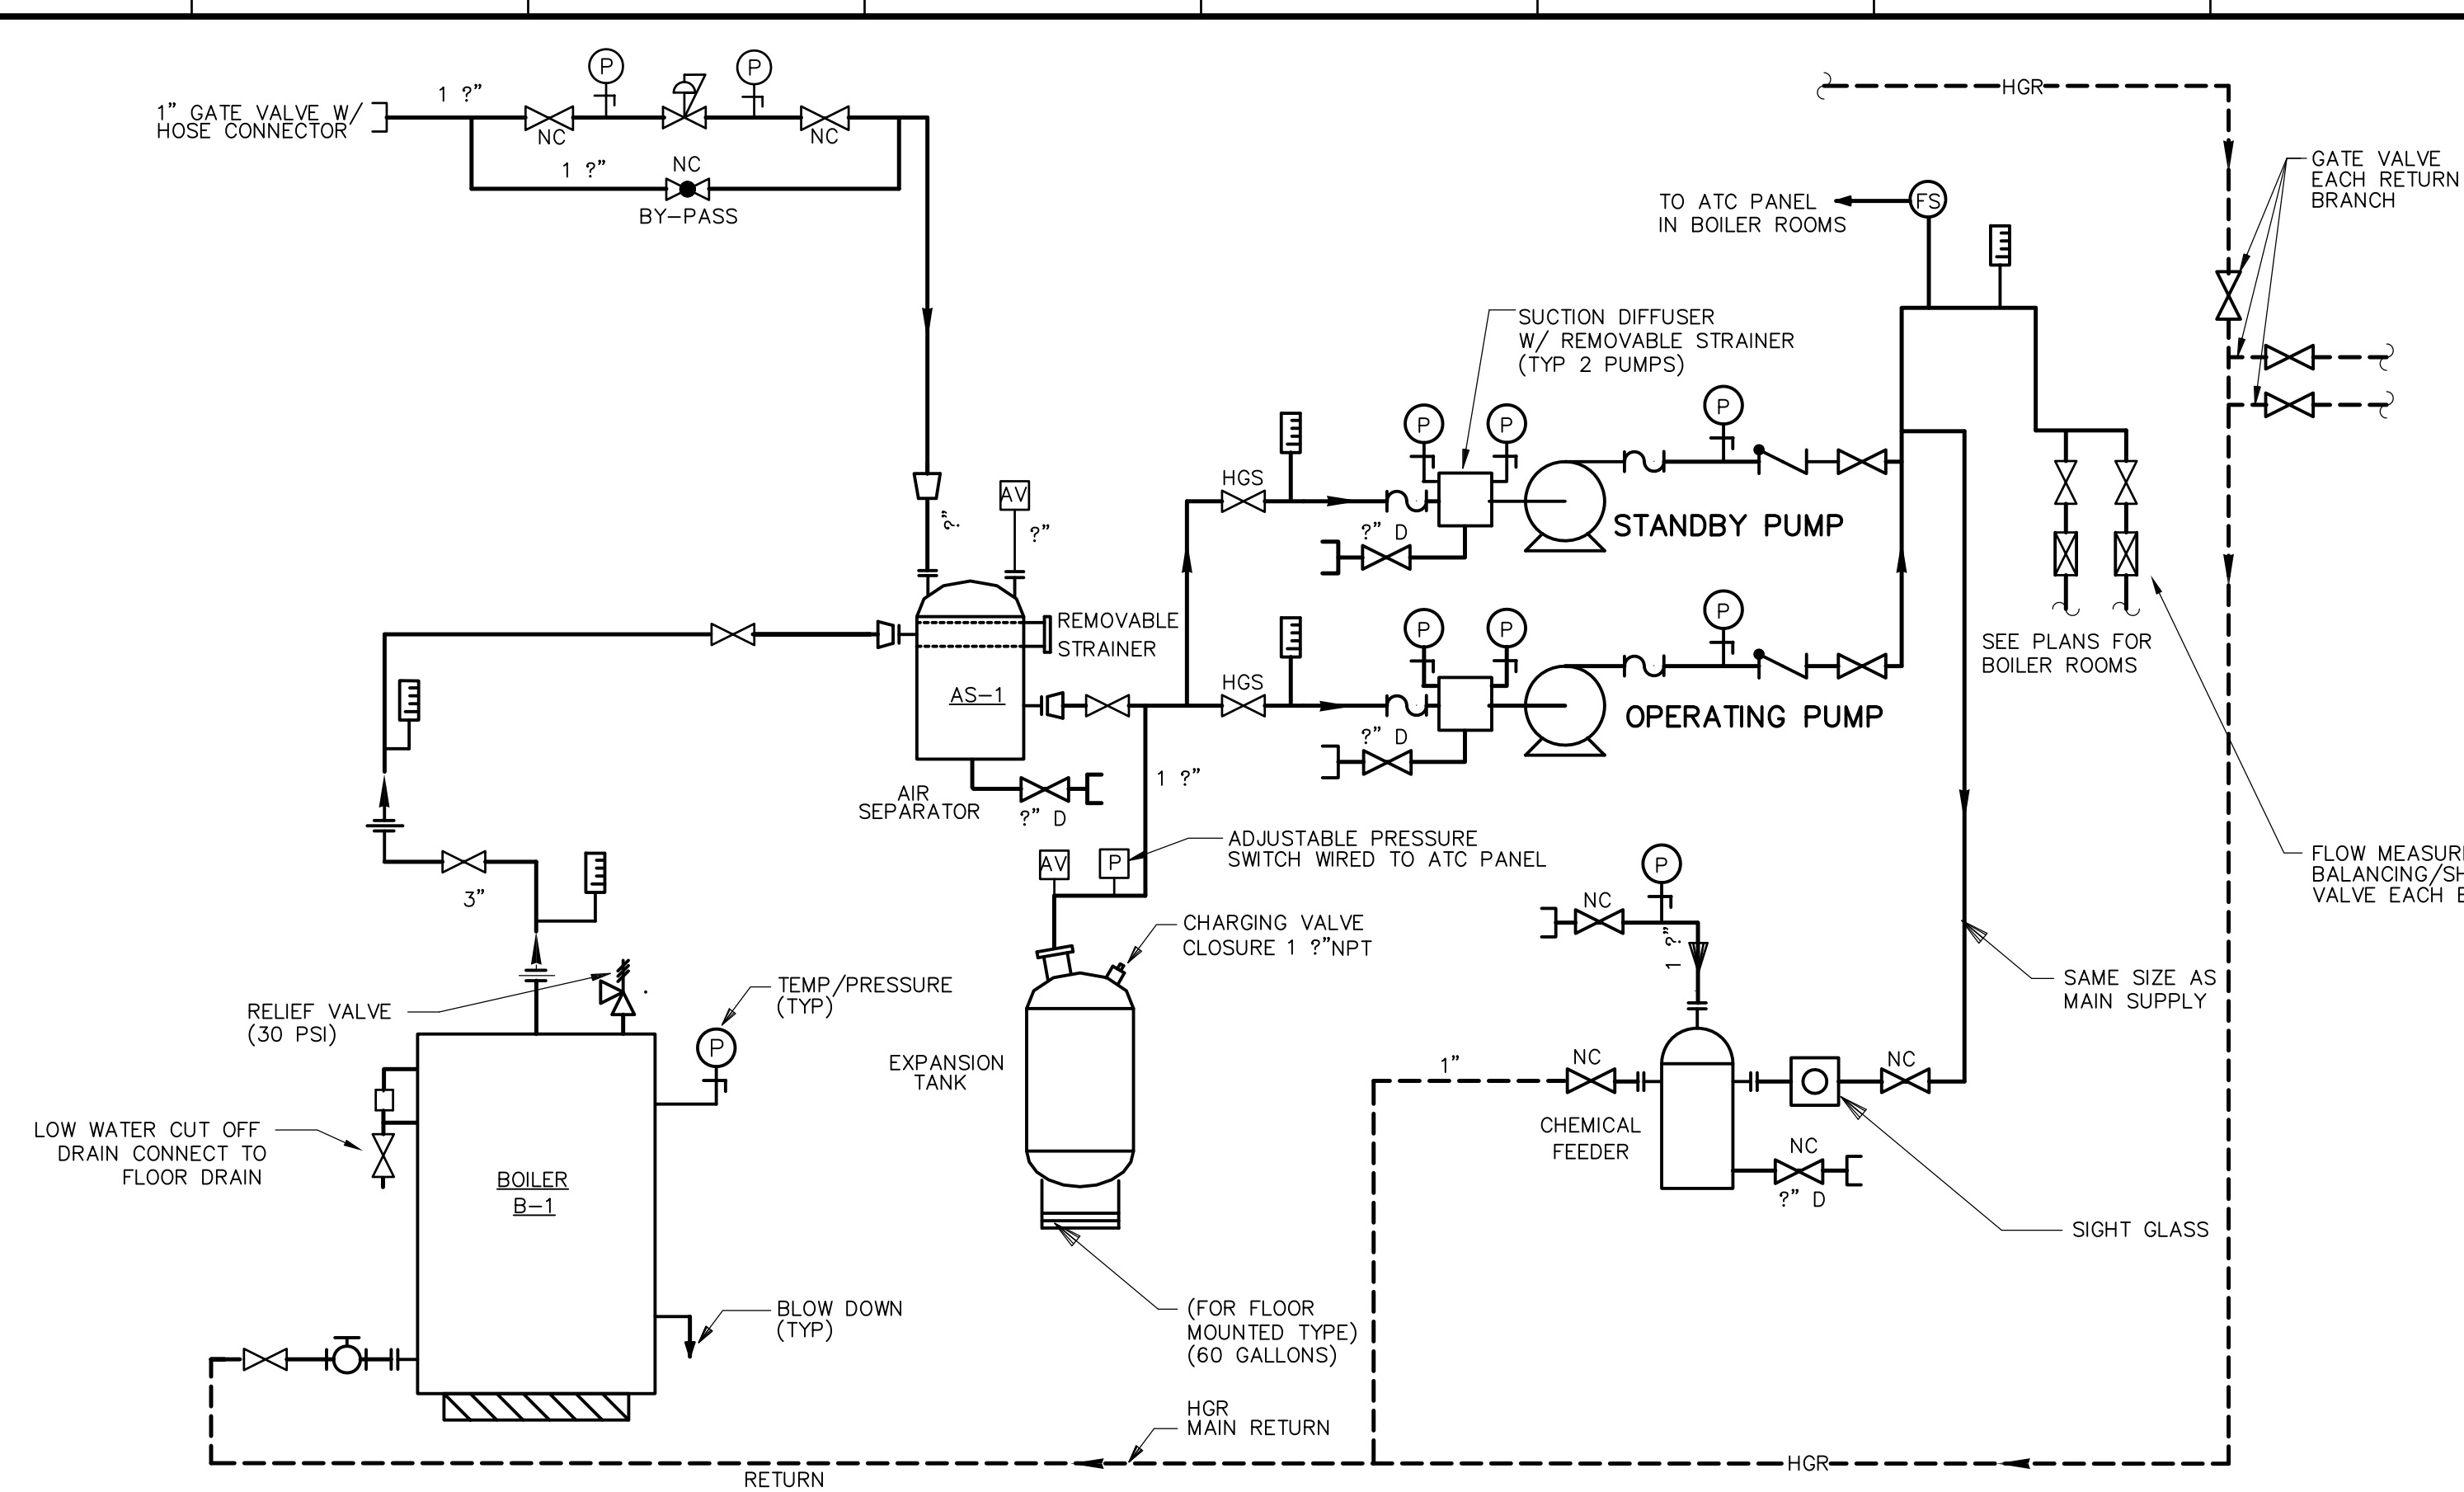 1" GATE VALVE W/
HOSE CONNECTOR
1 ?"
P
P
NC
NC
1 ?"
NC
BY-PASS
HGR
GATE VALVE
EACH RETURN
BRANCH
TO ATC PANEL
IN BOILER ROOMS
FS
SUCTION DIFFUSER
W/ REMOVABLE STRAINER
(TYP 2 PUMPS)
P
P
P
HGS
?" D
STANDBY PUMP
AV
?"
?"
REMOVABLE
STRAINER
AS-1
AIR
SEPARATOR
?" D
P
P
P
HGS
?" D
OPERATING PUMP
1 ?"
SEE PLANS FOR
BOILER ROOMS
3"
AV
P
ADJUSTABLE PRESSURE
SWITCH WIRED TO ATC PANEL
CHARGING VALVE
CLOSURE 1 ?"NPT
FLOW MEASUR
BALANCING/SH
VALVE EACH
P
NC
1 ?"
SAME SIZE AS
MAIN SUPPLY
RELIEF VALVE
(30 PSI)
TEMP/PRESSURE
(TYP)
P
EXPANSION
TANK
1"
NC
NC
CHEMICAL
FEEDER
NC
?" D
LOW WATER CUT OFF
DRAIN CONNECT TO
FLOOR DRAIN
BOILER
B-1
SIGHT GLASS
BLOW DOWN
(TYP)
(FOR FLOOR
MOUNTED TYPE)
(60 GALLONS)
HGR
MAIN RETURN
RETURN
HGR